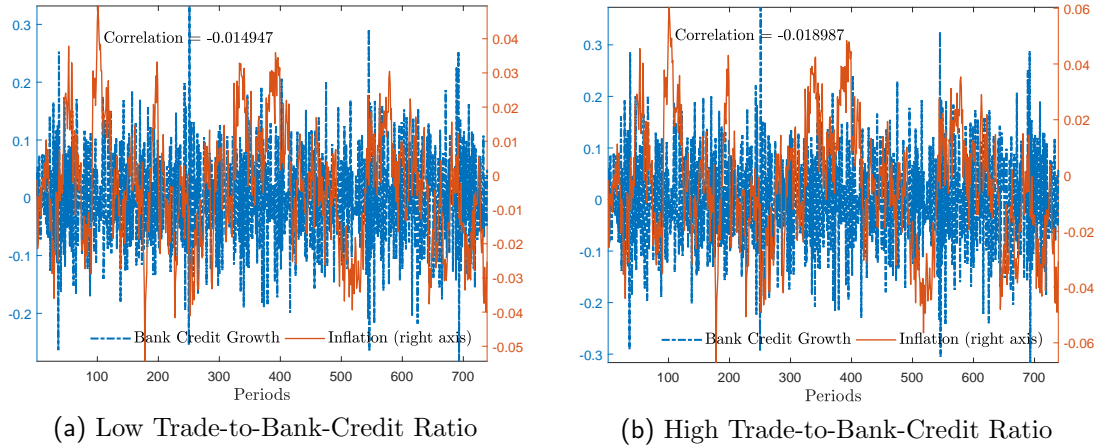 0.3
0.2
0.1
0
-0.1
-0.2
Correlation = -0.014947
0.04
0.03
0.02
0.01
0
-0.01
-0.02
-0.03
-0.04
-0.05
Bank Credit Growth
Inflation (right axis)
100 200 300 400 500 600 700
Periods
(a) Low Trade-to-Bank-Credit Ratio
0.3
0.2
0.1
0
-0.1
-0.2
-0.3
Correlation = -0.018987
0.06
0.04
0.02
0
-0.02
-0.04
-0.06
Bank Credit Growth
Inflation (right axis)
100 200 300 400 500 600 700
Periods
(b) High Trade-to-Bank-Credit Ratio